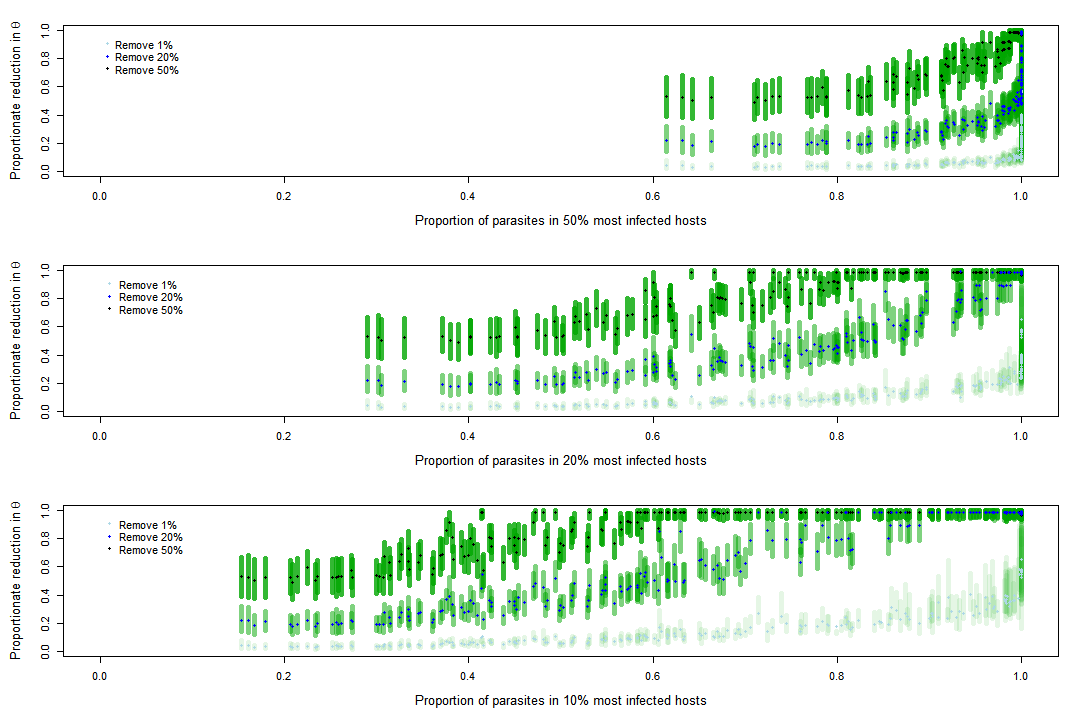 Proportionate reduction in θ
1.0
0.8
0.6
0.4
0.2
0.0
Remove 1%
Remove 20%
Remove 50%
0.0 0.2 0.4 0.6 0.8 1.0
Proportion of parasites in 50% most infected hosts
Proportionate reduction in θ
1.0
0.8
0.6
0.4
0.2
0.0
Remove 1%
Remove 20%
Remove 50%
0.0 0.2 0.4 0.6 0.8 1.0
Proportion of parasites in 20% most infected hosts
Proportionate reduction in θ
1.0
0.8
0.6
0.4
0.2
0.0
Remove 1%
Remove 20%
Remove 50%
0.0 0.2 0.4 0.6 0.8 1.0
Proportion of parasites in 10% most infected hosts